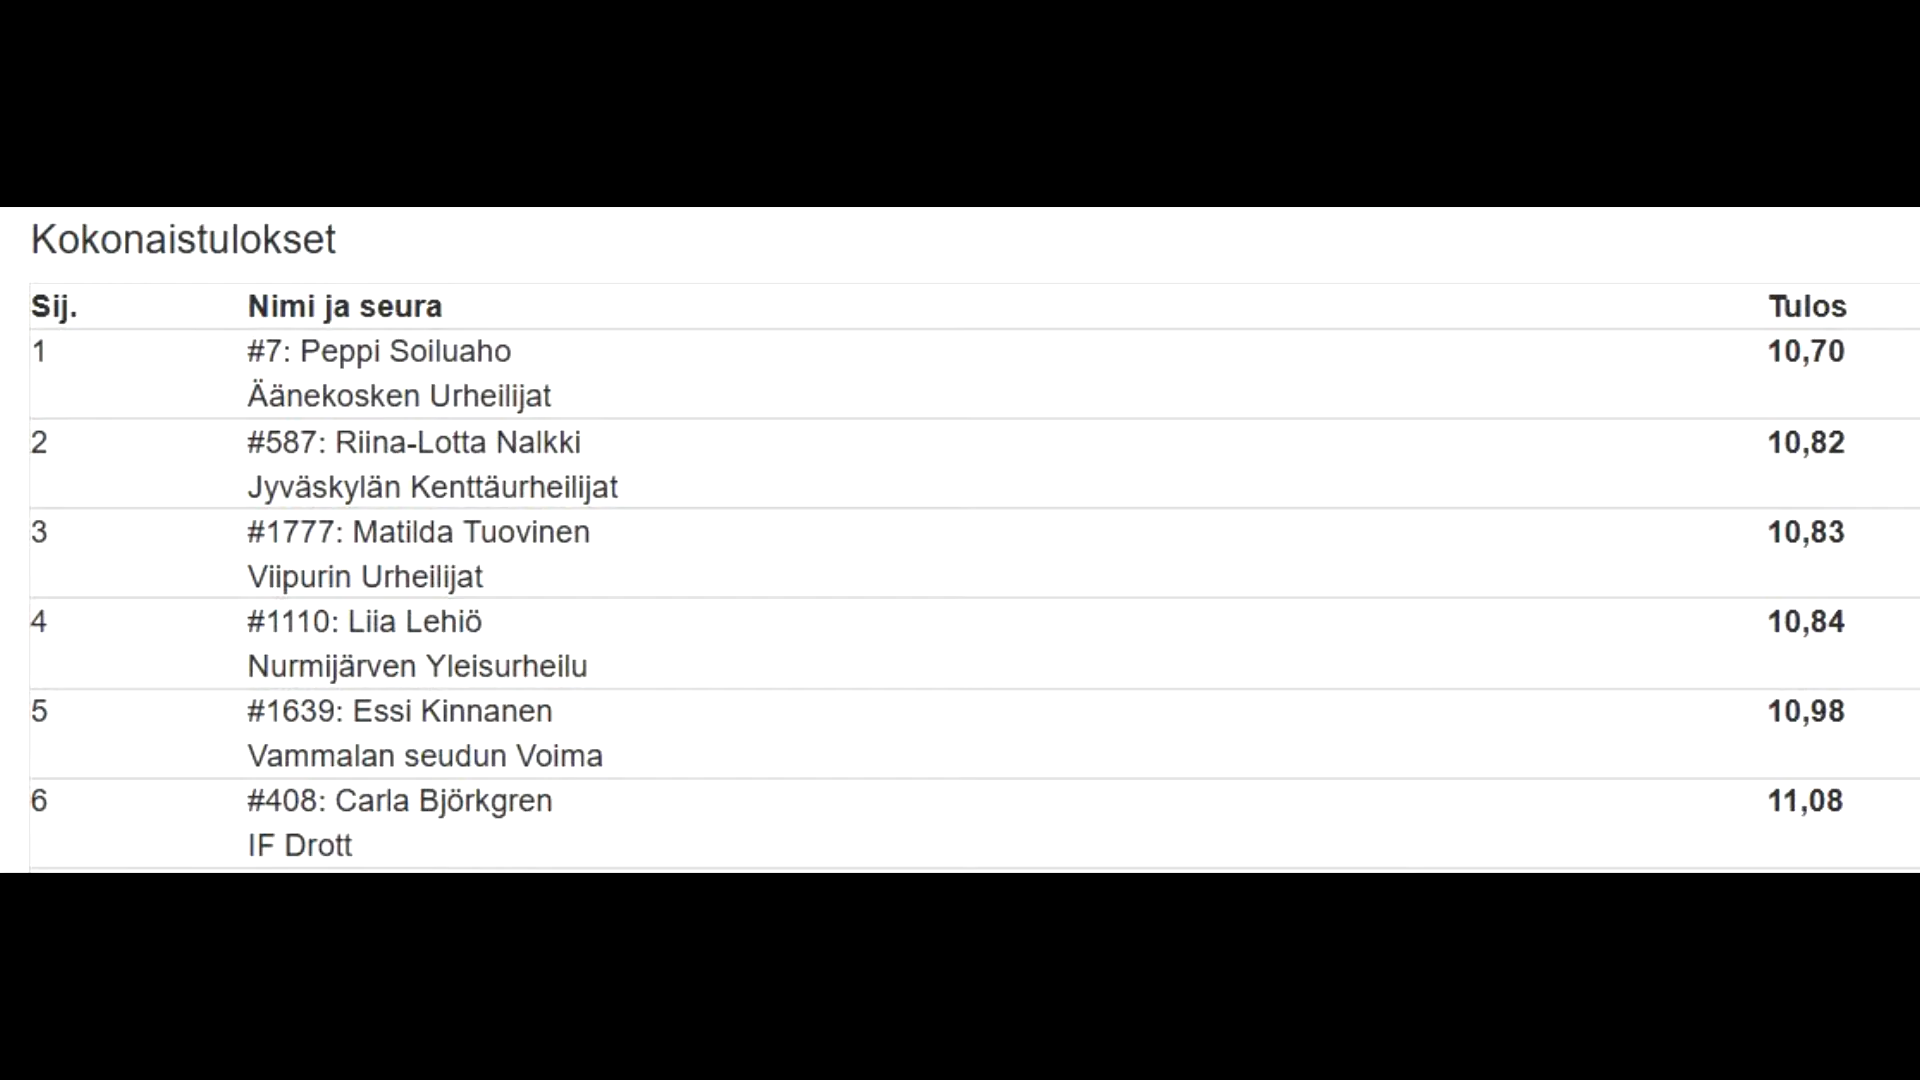 Kokonaistulokset
Sij. Nimi ja seura Tulos
1 #7: Peppi Soiluaho 10,70
Äänekosken Urheilijat
2 #587: Riina-Lotta Nalkki 10,82
Jyväskylän Kenttäurheilijat
3 #1777: Matilda Tuovinen 10,83
Viipurin Urheilijat
4 #1110: Liia Lehiö 10,84
Nurmijärven Yleisurheilu
5 #1639: Essi Kinnanen 10,98
Vammalan seudun Voima
6 #408: Carla Björkgren 11,08
IF Drott